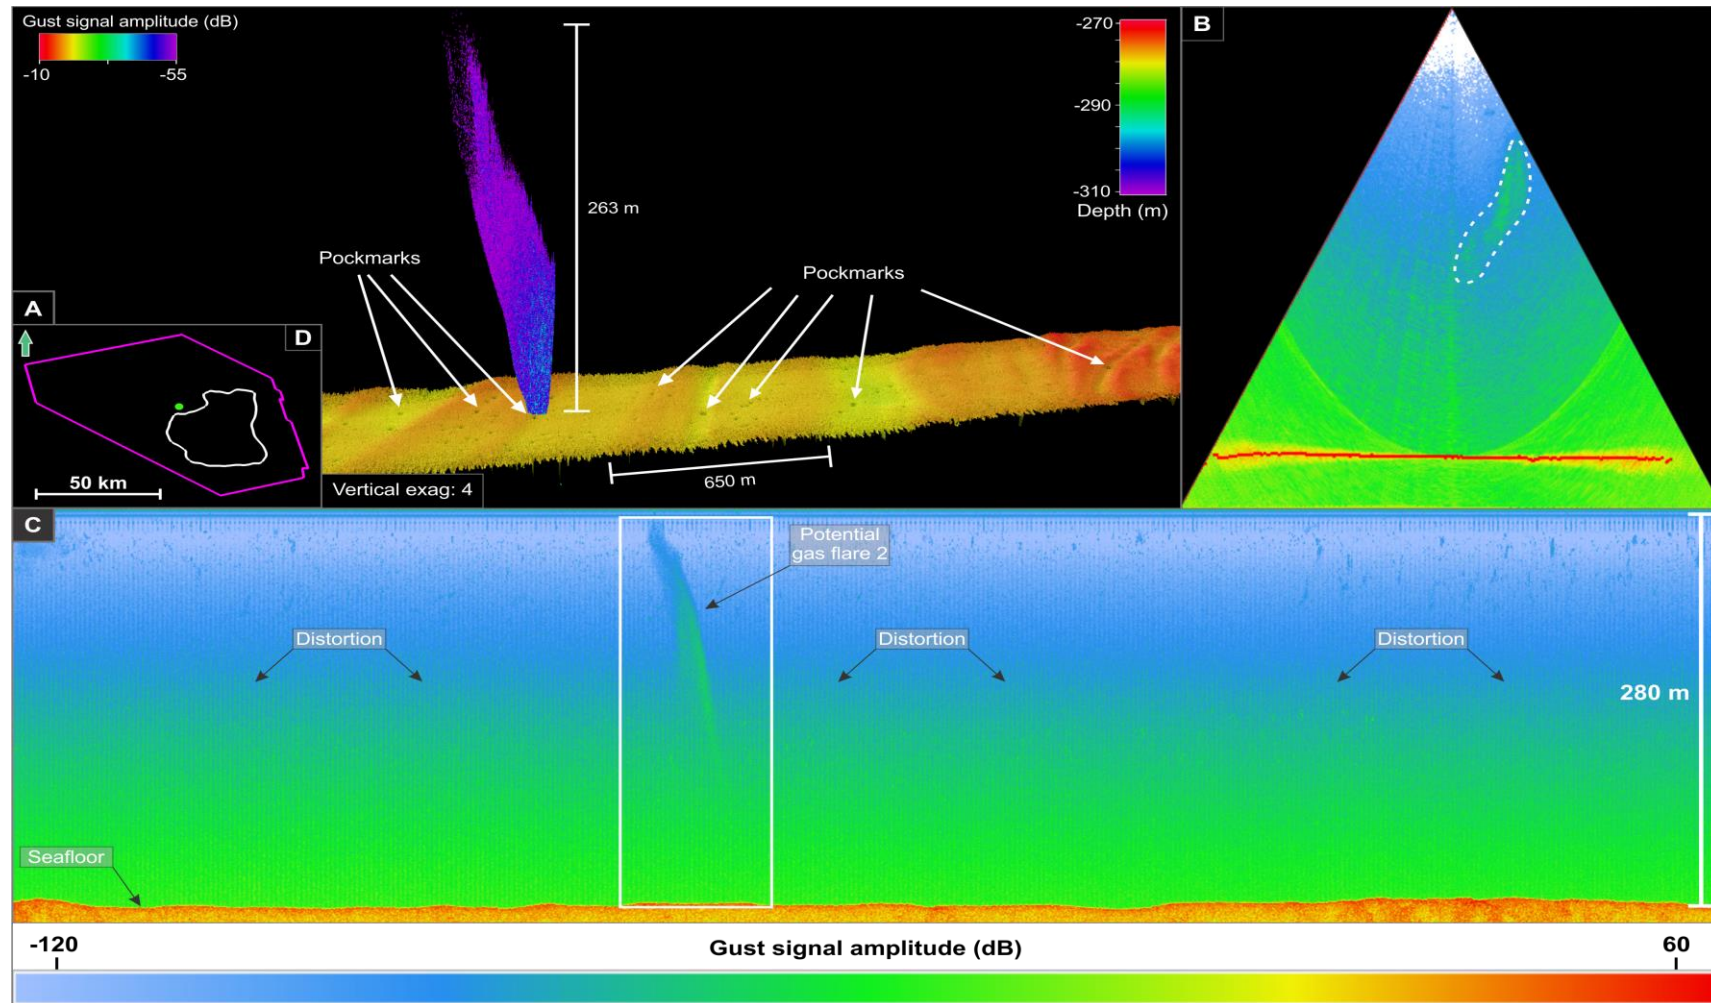 Gust signal amplitude (dB)
-10
-55
263 m
Pockmarks
Pockmarks
-270
-290
-310
Depth (m)
A
650 m
Vertical exag: 4
B
D
50 km
C
Potential
gas flare 2
Distortion
Distortion
Distortion
280 m
Seafloor
-120
Gust signal amplitude (dB)
60